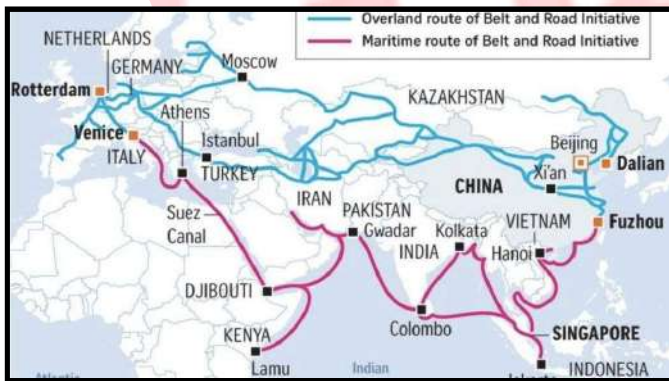 Overland route of Belt and Road Initiative
Maritime route of Belt and Road Initiative
NETHERLANDS
GERMANY
Moscow
Rotterdam
KAZAKHSTAN
Athens
Venice
Istanbul
Beijing
ITALY
TURKEY
Xi'an
Dalian
CHINA
IRAN
Suez
Canal
PAKISTAN
Gwadar
Kolkata
VIETNAM
Fuzhou
INDIA
Hanoi
DJIBOUTI
Colombo
SINGAPORE
KENYA
Lamu
Indian
INDONESIA
Atlantic
Jakarta